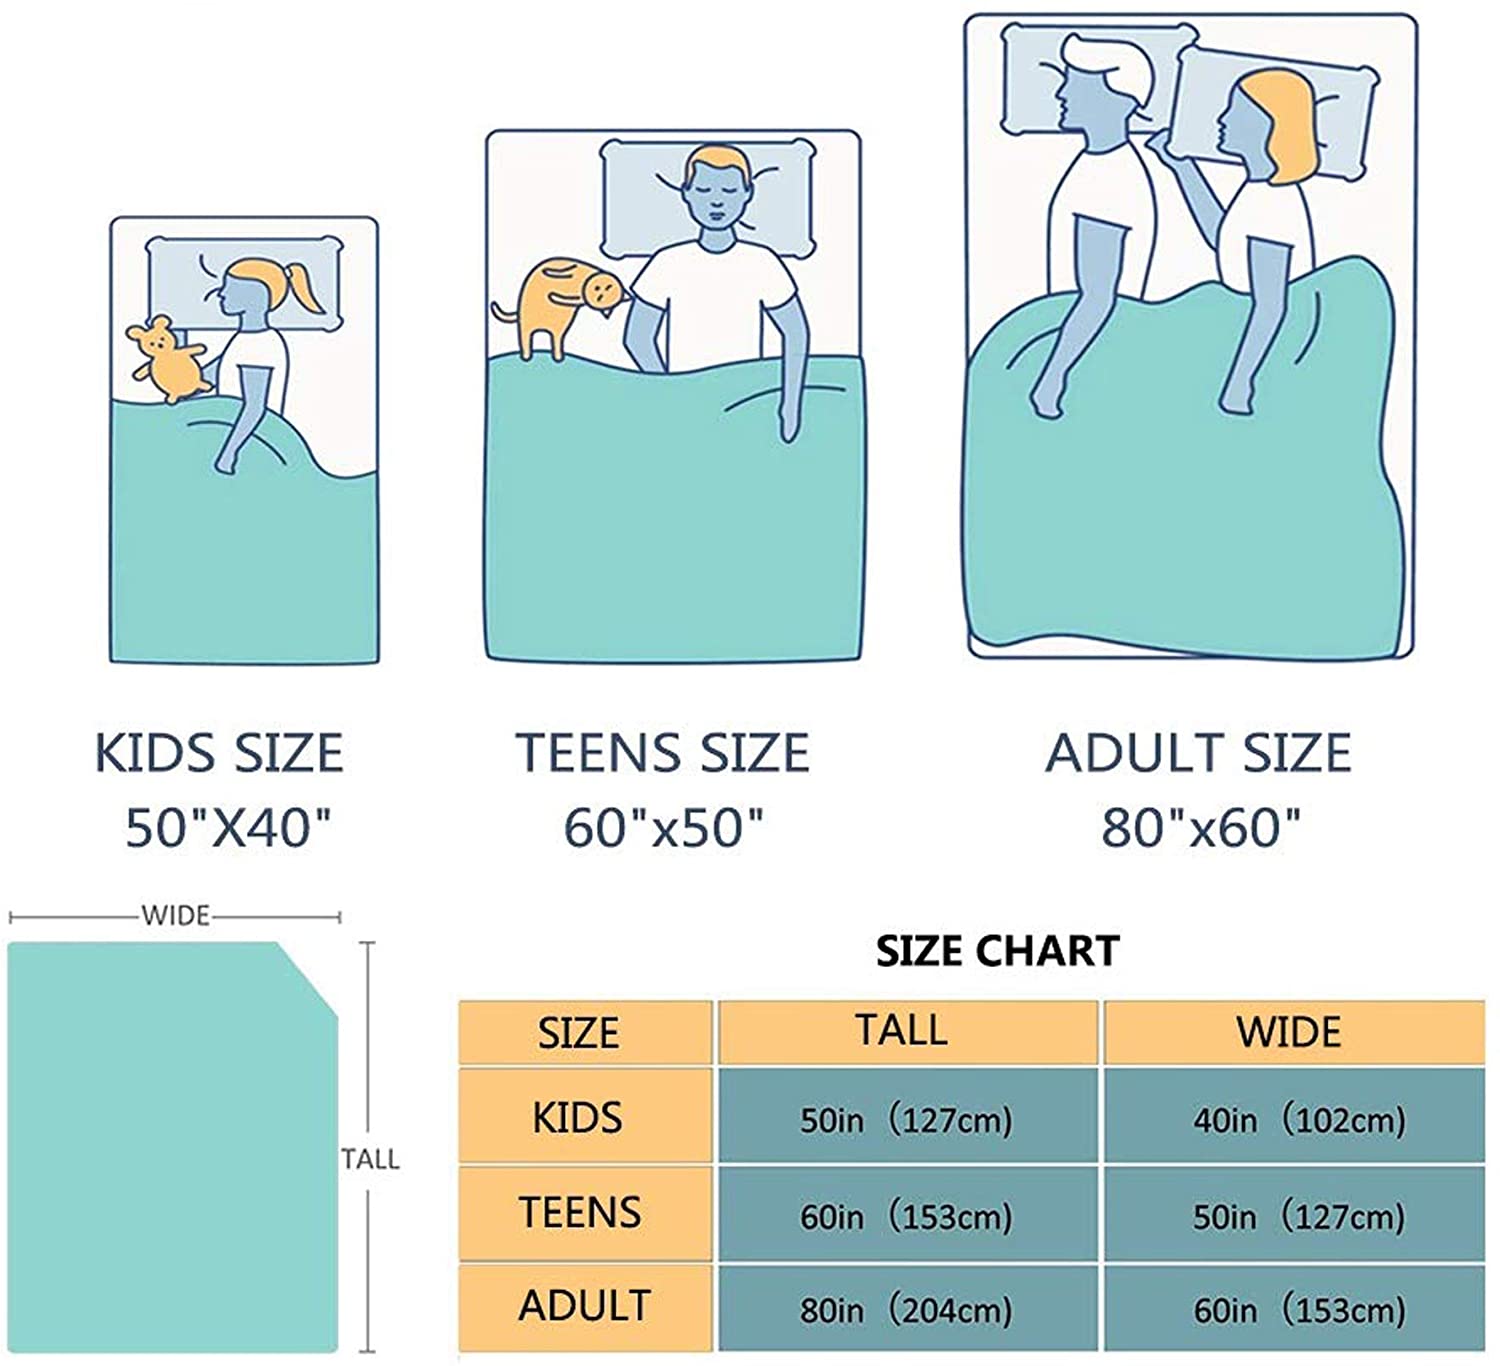 KIDS SIZE
50"X40"
TEENS SIZE
60"x50"
ADULT SIZE
80"x60"
WIDE
TALL
SIZE CHART
SIZE TALL WIDE
KIDS 50in（127cm) 40in（102cm)
TEENS 60in（153cm) 50in（127cm)
ADULT 80in（204cm) 60in（153cm)